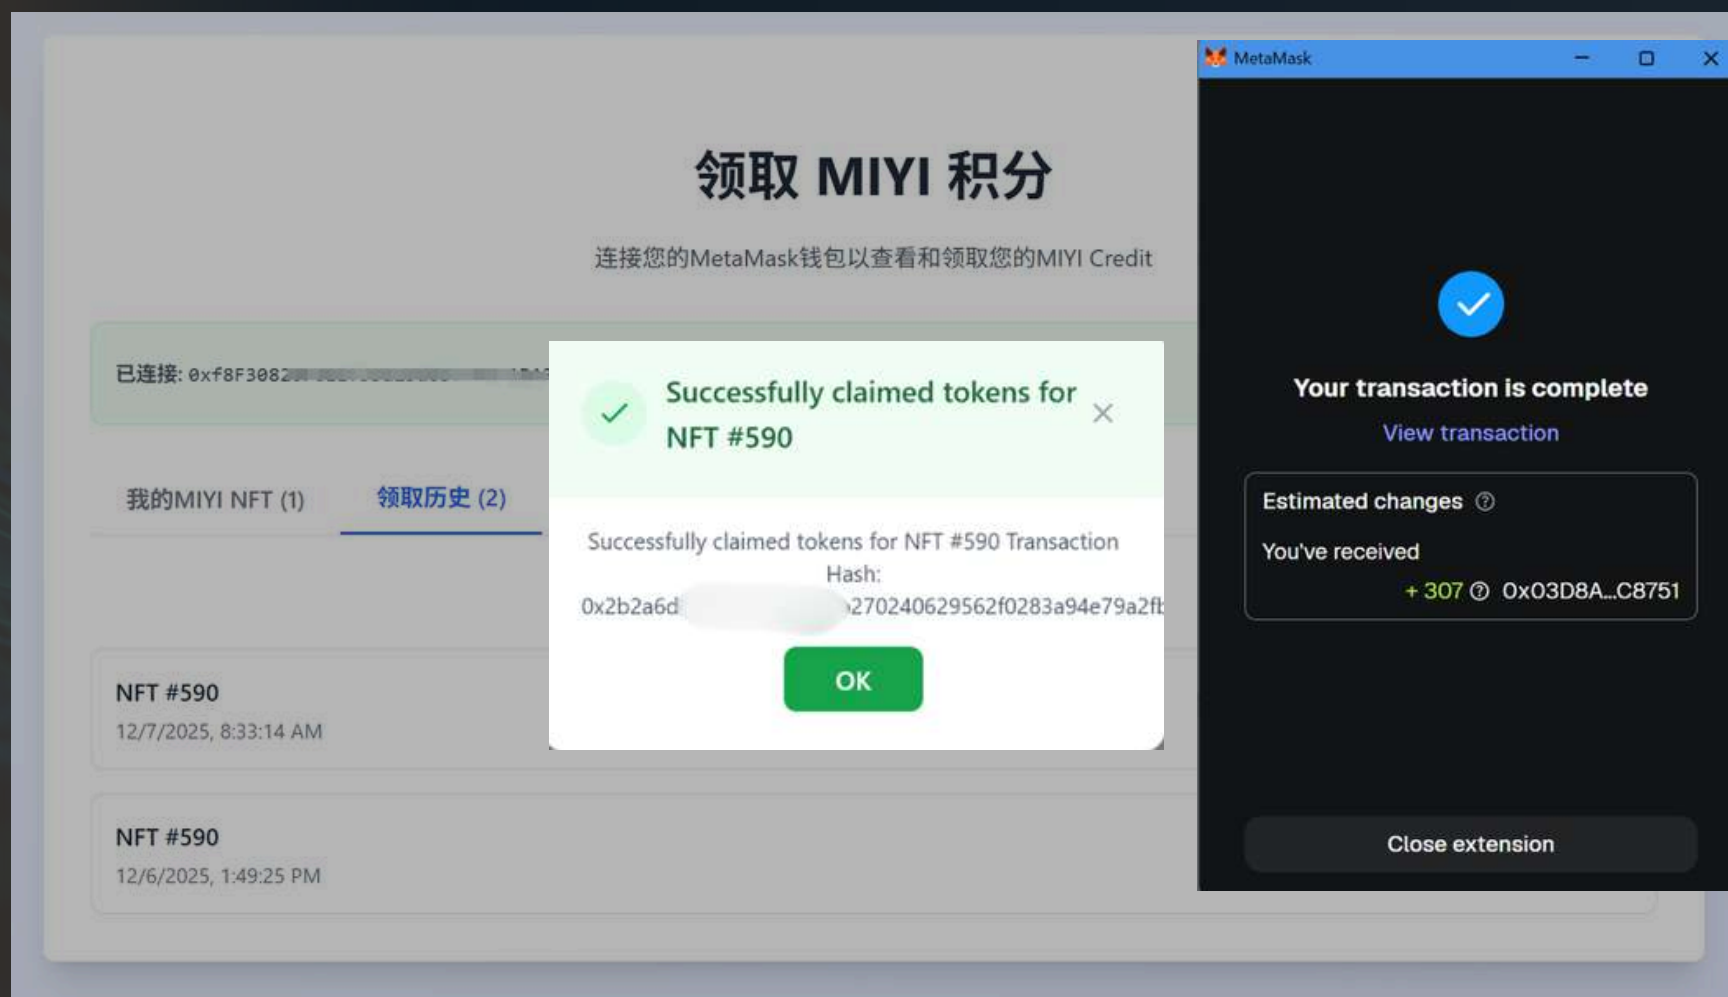 领取 MIYI 积分
连接您的MetaMask钱包以查看和领取您的MIYI Credit
已连接: 0xf8F3082
我的MIYI NFT (1)
领取历史 (2)
NFT #590
12/7/2025, 8:33:14 AM
NFT #590
12/6/2025, 1:49:25 PM
Successfully claimed tokens for
NFT #590
Successfully claimed tokens for NFT #590 Transaction
Hash:
0x2b2a6d 270240629562f0283a94e79a2fb
OK
MetaMask
Your transaction is complete
View transaction
Estimated changes
You've received
+ 307 0x03D8A...C8751
Close extension